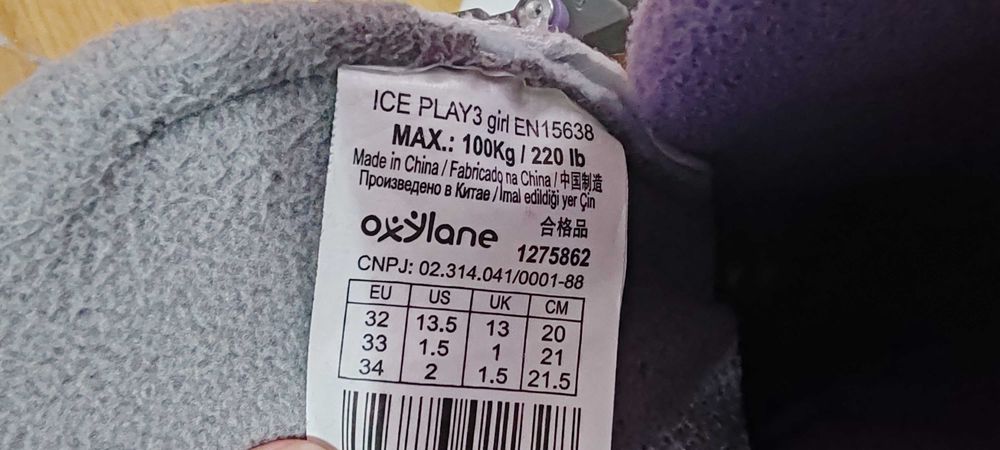 ICE PLAY3 girl EN15638
MAX.: 100Kg / 220 lb
Made in China / Fabricado na China / 中国制造
Произведено в Китае / İmal edildiği yer Çin
oxylane 合格品
1275862
CNPJ: 02.314.041/0001-88
EU US UK CM
32 13.5 13 20
33 1.5 1 21
34 2 1.5 21.5